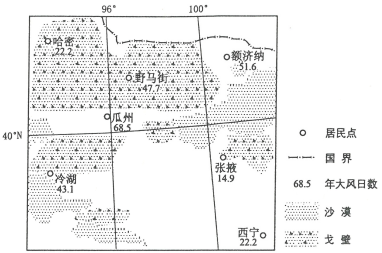 96°
100°
哈密
22.2
额济纳
51.6
野马街
47.7
瓜州
68.5
40°N
张掖
14.9
冷湖
43.1
西宁
22.2
居民点
国界
68.5 年大风日数
沙漠
戈壁